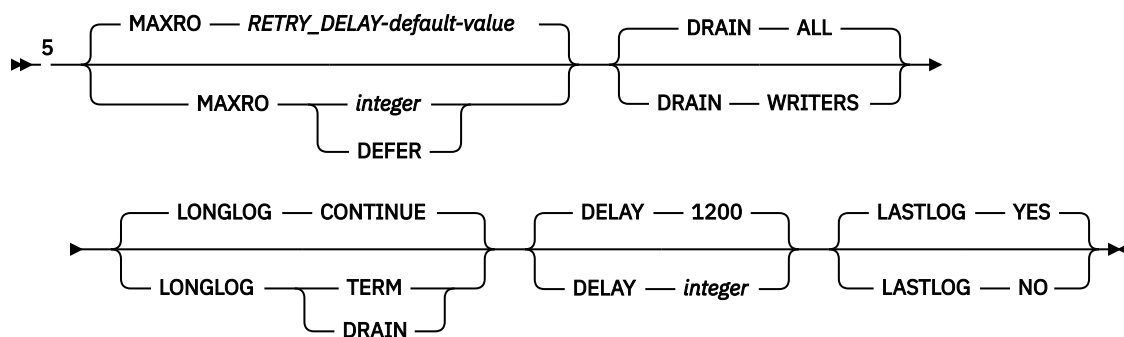 MAXRO RETRY_DELAY-default-value DRAIN ALL
5
MAXRO integer DRAIN WRITERS
DEFER
LONGLOG CONTINUE DELAY 1200 LASTLOG YES
LONGLOG TERM DELAY integer LASTLOG NO
DRAIN